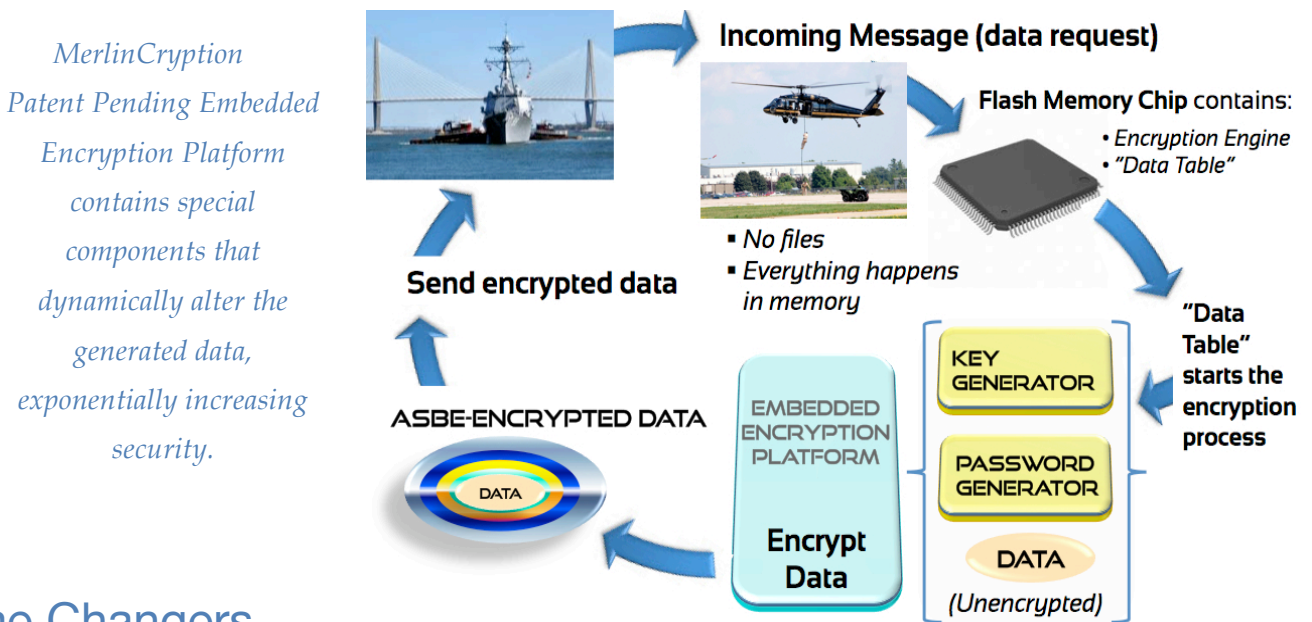 MerlinCryption
Patent Pending Embedded
Encryption Platform
contains special
components that
dynamically alter the
generated data,
exponentially increasing
security.
Incoming Message (data request)
▪ No files
▪ Everything happens
in memory
Flash Memory Chip contains:
• Encryption Engine
• "Data Table"
"Data
Table"
starts the
encryption
process
KEY
GENERATOR
PASSWORD
GENERATOR
DATA
(Unencrypted)
EMBEDDED
ENCRYPTION
PLATFORM
Encrypt
Data
ASBE-ENCRYPTED DATA
DATA
Send encrypted data
Changers